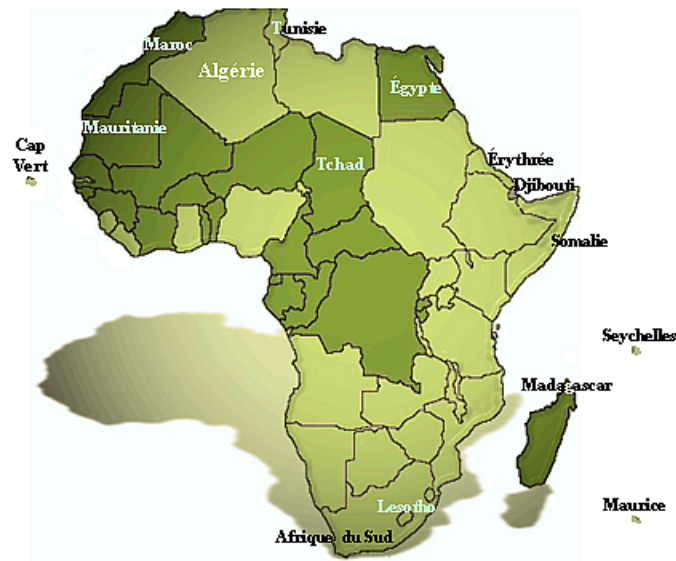 Tunisie
Maroc
Algérie
Égypte
Mauritanie
Cap
Vert
Tchad
Érythrée
Djibouti
Somalie
Seychelles
Madagascar
Maurice
Lesotho
Afrique du Sud